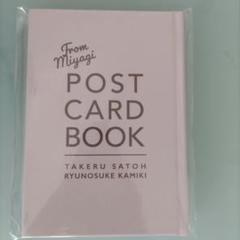 From
Miyagi
POST
CARD
BOOK
TAKERU SATOH
RYUNOSUKE KAMIKI